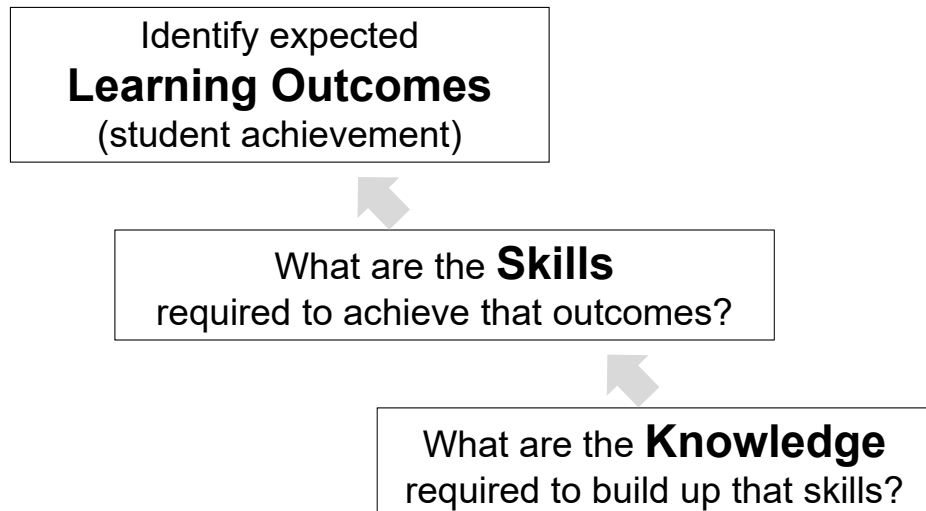 Identify expected
Learning Outcomes
(student achievement)
What are the Skills
required to achieve that outcomes?
What are the Knowledge
required to build up that skills?